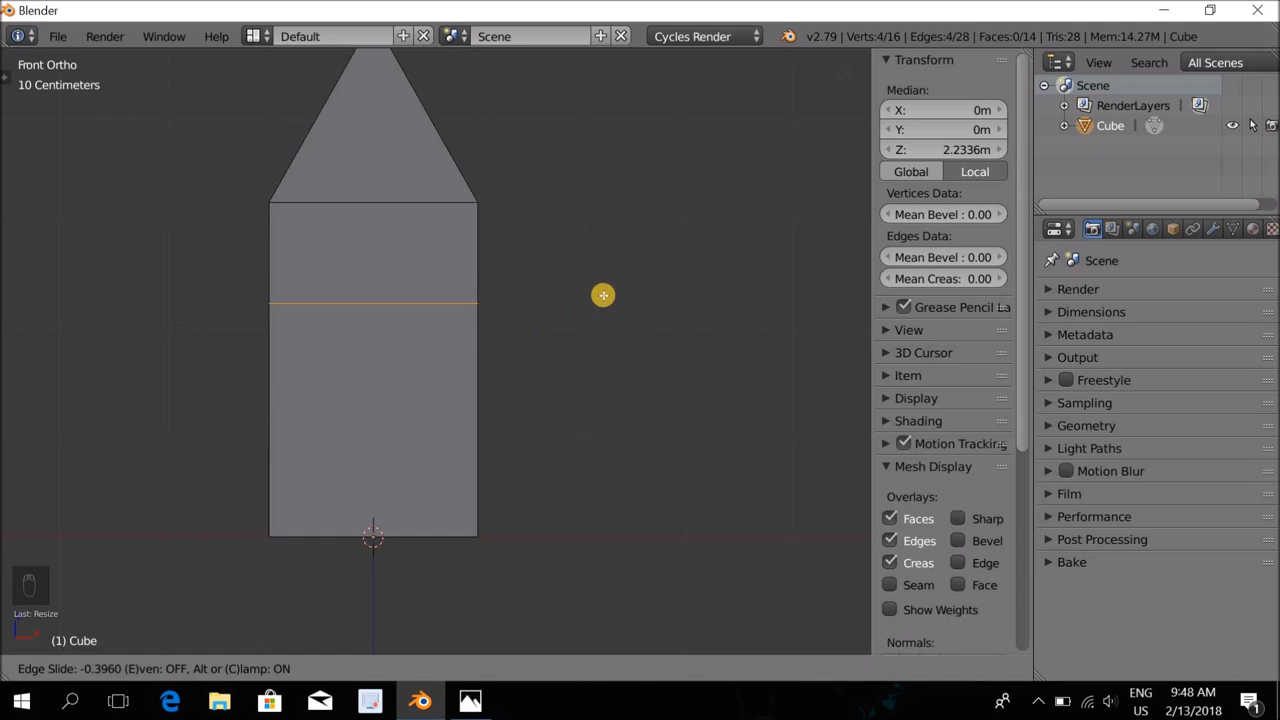 Blender
File Render Window Help Default Scene Cycles Render v2.79 | Verts:4/16 | Edges:4/28 | Faces:0/14 | Tris:28 | Mem:14.27M | Cube
Front Ortho
10 Centimeters
Transform
Median:
X: 0m
Y: 0m
Z: 2.2336m
Global Local
Vertices Data:
Mean Bevel : 0.00
Edges Data:
Mean Bevel : 0.00
Mean Creas: 0.00
Grease Pencil La
View
3D Cursor
Item
Display
Shading
Motion Tracking
Mesh Display
Overlays:
Faces Sharp
Edges Bevel
Creas Edge
Seam Face
Show Weights
Normals:
View Search All Scenes
Scene
RenderLayers
Cube
Scene
Render
Dimensions
Metadata
Output
Freestyle
Sampling
Geometry
Light Paths
Motion Blur
Film
Performance
Post Processing
Bake
Last: Resize
(1) Cube
Edge Slide: -0.3960 (E)ven: OFF, Alt or (C)lamp: ON
ENG
US
9:48 AM
2/13/2018